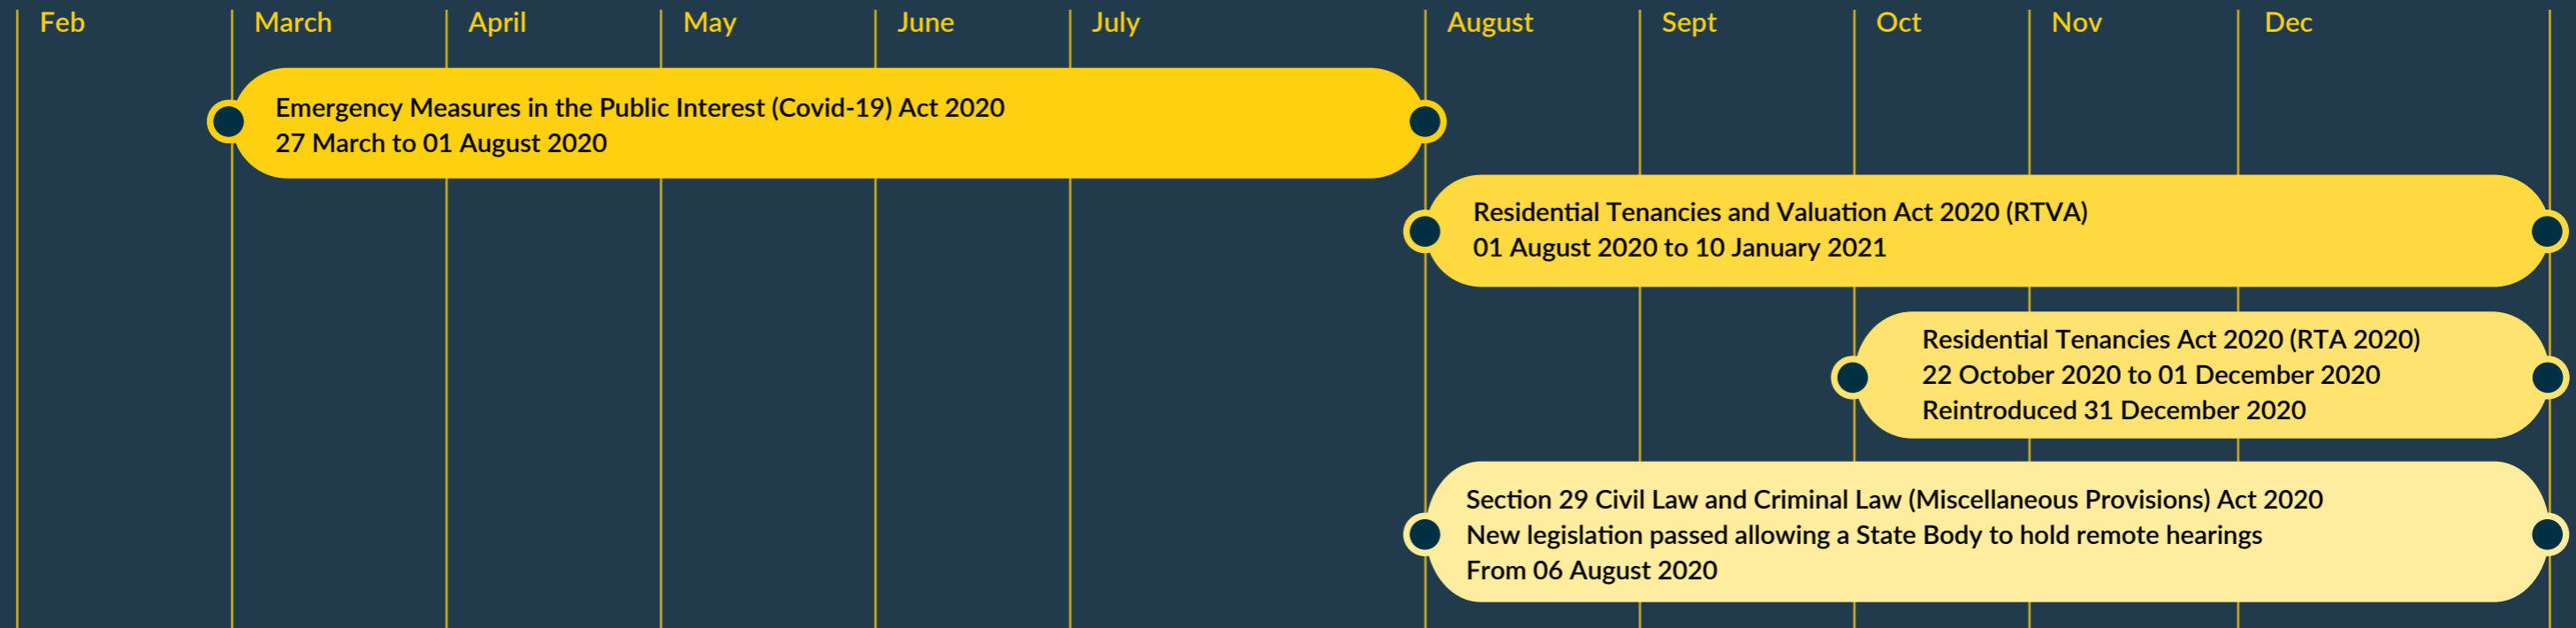 Feb
March
April
May
June
July
August
Sept
Oct
Nov
Dec
Emergency Measures in the Public Interest (Covid-19) Act 2020
27 March to 01 August 2020
Residential Tenancies and Valuation Act 2020 (RTVA)
01 August 2020 to 10 January 2021
Residential Tenancies Act 2020 (RTA 2020)
22 October 2020 to 01 December 2020
Reintroduced 31 December 2020
Section 29 Civil Law and Criminal Law (Miscellaneous Provisions) Act 2020
New legislation passed allowing a State Body to hold remote hearings
From 06 August 2020